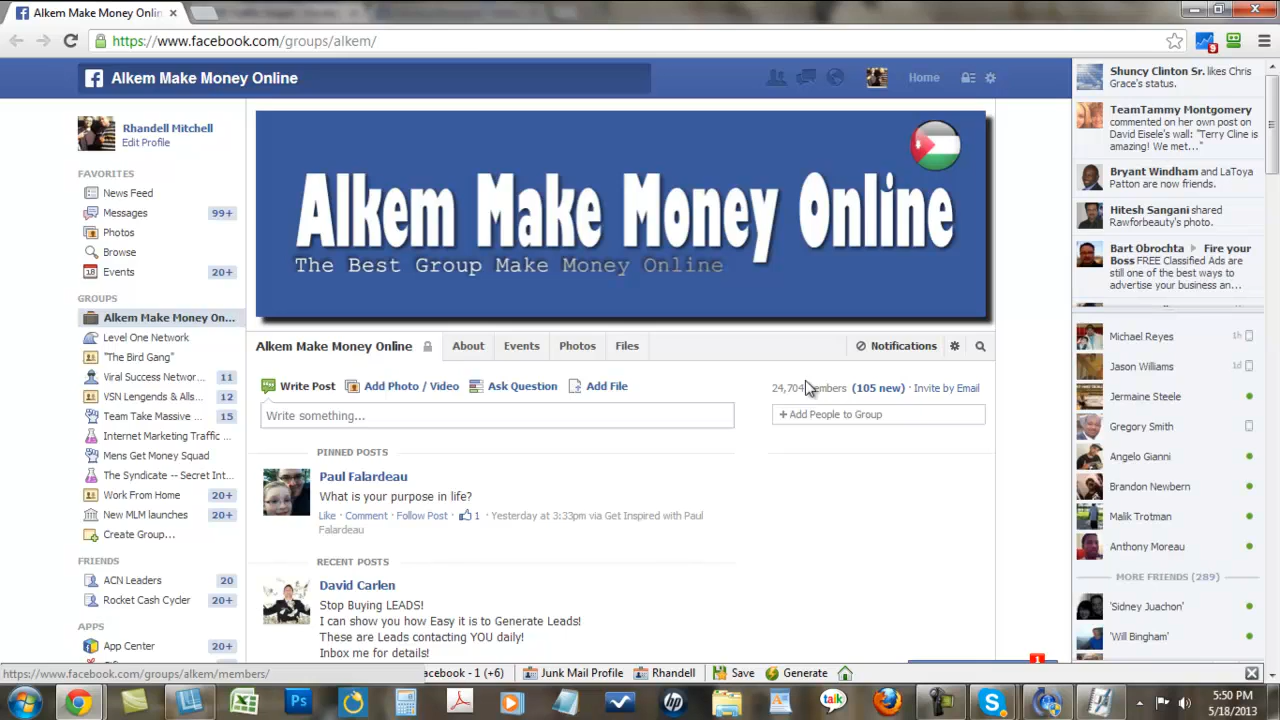 Alkem Make Money Onlin
https://www.facebook.com/groups/alkem/
9
Alkem Make Money Online
Home
Rhandell Mitchell
Edit Profile
FAVORITES
News Feed
Messages 99+
Photos
Browse
18 Events 20+
GROUPS
Alkem Make Money On...
Level One Network
"The Bird Gang"
Viral Success Networ... 11
VSN Lengends & Alls... 12
Team Take Massive ... 15
Internet Marketing Traffic ...
Mens Get Money Squad
The Syndicate -- Secret Int...
Work From Home 20+
New MLM launches 20+
Create Group...
FRIENDS
ACN Leaders 20
Rocket Cash Cycler 20+
APPS
App Center 20+
Alkem Make Money Online
The Best Group Make Money Online
Alkem Make Money Online
About
Events
Photos
Files
Notifications
Write Post
Add Photo / Video
Ask Question
Add File
Write something...
24,704 members (105 new) · Invite by Email
+ Add People to Group
PINNED POSTS
Paul Falardeau
What is your purpose in life?
Like · Comment · Follow Post · 1 · Yesterday at 3:33pm via Get Inspired with Paul
Falardeau
RECENT POSTS
David Carlen
Stop Buying LEADS!
I can show you how Easy it is to Generate Leads!
These are Leads contacting YOU daily!
Inbox me for details!
Shuncy Clinton Sr. likes Chris
Grace's status.
TeamTammy Montgomery
commented on her own post on
David Eisele's wall: "Terry Cline is
amazing! We met..."
Bryant Windham and LaToya
Patton are now friends.
Hitesh Sangani shared
Rawforbeauty's photo.
Bart Obrochta ▶ Fire your
Boss FREE Classified Ads are
still one of the best ways to
advertise your business an...
Michael Reyes 1h
Jason Williams 1d
Jermaine Steele
Gregory Smith
Angelo Gianni
Brandon Newbern
Malik Trotman
Anthony Moreau
MORE FRIENDS (289)
'Sidney Juachon'
'Will Bingham'
1
https://www.facebook.com/groups/alkem/members/
acebook - 1 (+6)
Junk Mail Profile
Rhandell
Save
Generate
Ps
hp
talk
S
5:50 PM
5/18/2013